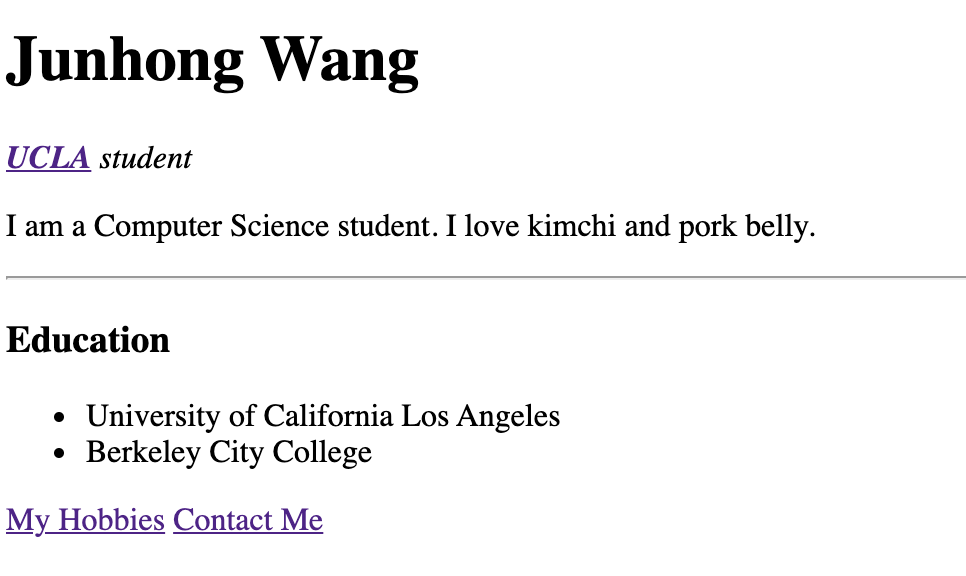 Junhong Wang
UCLA student
I am a Computer Science student. I love kimchi and pork belly.
Education
• University of California Los Angeles
• Berkeley City College
My Hobbies Contact Me